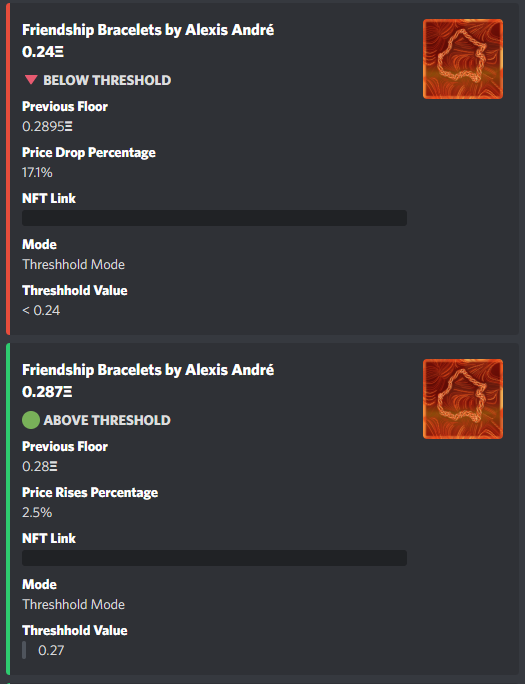 Friendship Bracelets by Alexis André
0.24Ξ
BELOW THRESHOLD
Previous Floor
0.2895Ξ
Price Drop Percentage
17.1%
NFT Link
Mode
Threshhold Mode
Threshhold Value
< 0.24
Friendship Bracelets by Alexis André
0.287Ξ
ABOVE THRESHOLD
Previous Floor
0.28Ξ
Price Rises Percentage
2.5%
NFT Link
Mode
Threshhold Mode
Threshhold Value
0.27